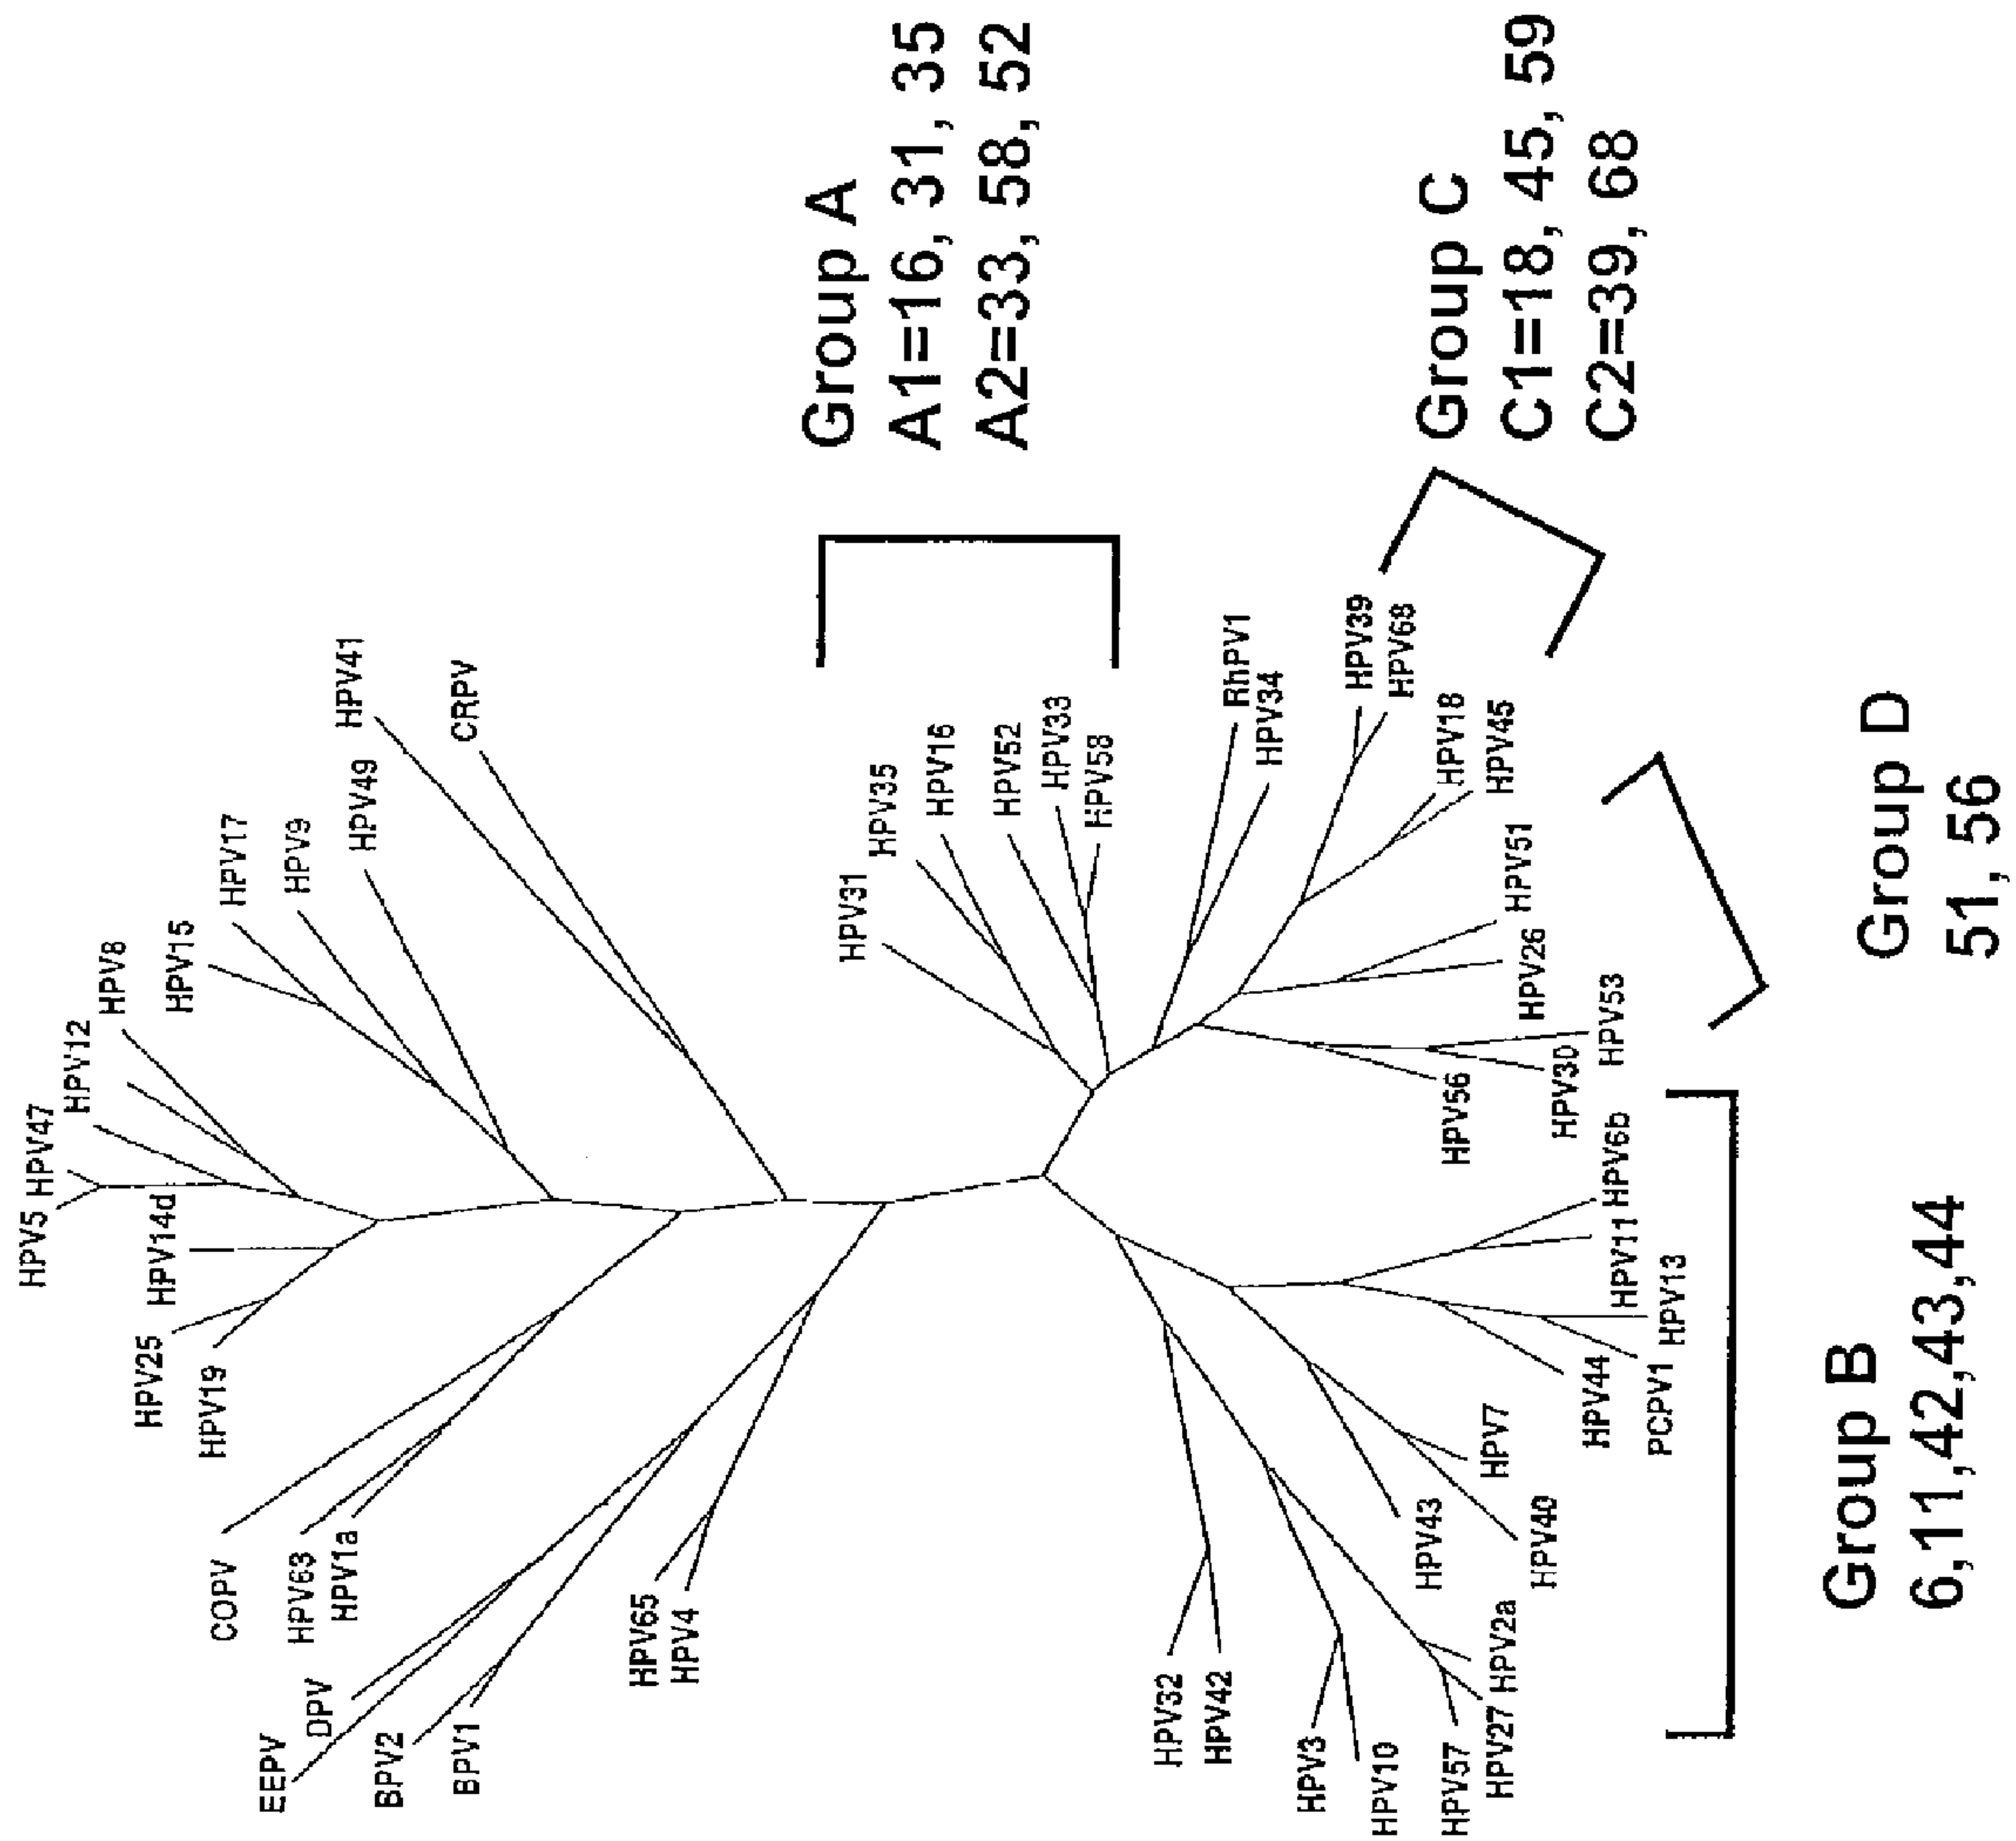 HPV5
HPV47
HPV12
HPV8
HPV15
HPV17
HPV9
HPV49
HPV41
CRPV
HPV14d
HPV25
HPV19
COPV
HPV63
HPV1a
EEPV
DPV
BPV2
BPV1
HPV65
HPV4
HPV31
HPV35
HPV16
HPV52
HPV33
HPV58
RhPV1
HPV34
HPV39
HPV68
HPV18
HPV45
HPV51
HPV26
HPV53
HPV30
HPV56
HPV6b
HPV11
HPV13
PCPV1
HPV44
HPV7
HPV40
HPV43
HPV2a
HPV27
HPV57
HPV10
HPV3
HPV42
HPV32
Group A
A1=16, 31, 35
A2=33, 58, 52
Group C
C1=18, 45, 59
C2=39, 68
Group D
51, 56
Group B
6,11,42,43,44